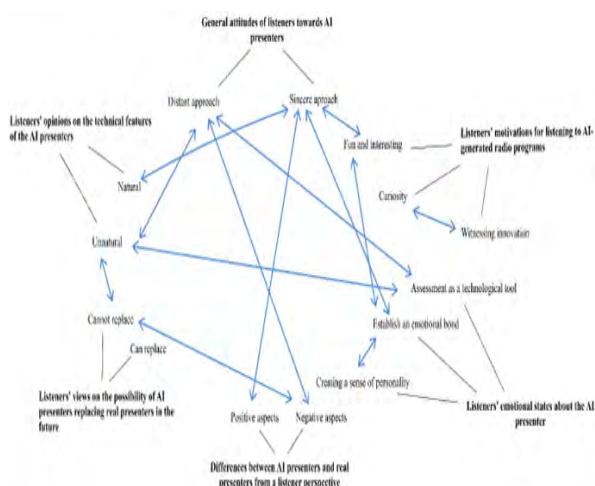 General attitudes of listeners towards AI
presenters
Distant approach
Sincere aproach
Listeners' opinions on the technical features
of the AI presenters
Fun and interesting
Listeners' motivations for listening to AI-
generated radio programs
Natural
Curiosity
Witnessing innovation
Unnatural
Assessment as a technological tool
Cannot replace
Establish an emotional bond
Can replace
Creating a sense of personality
Listeners' views on the possibility of AI
presenters replacing real presenters in the
future
Listeners' emotional states about the AI
presenter
Positive aspects
Negative aspects
Differences between AI presenters and real
presenters from a listener perspective